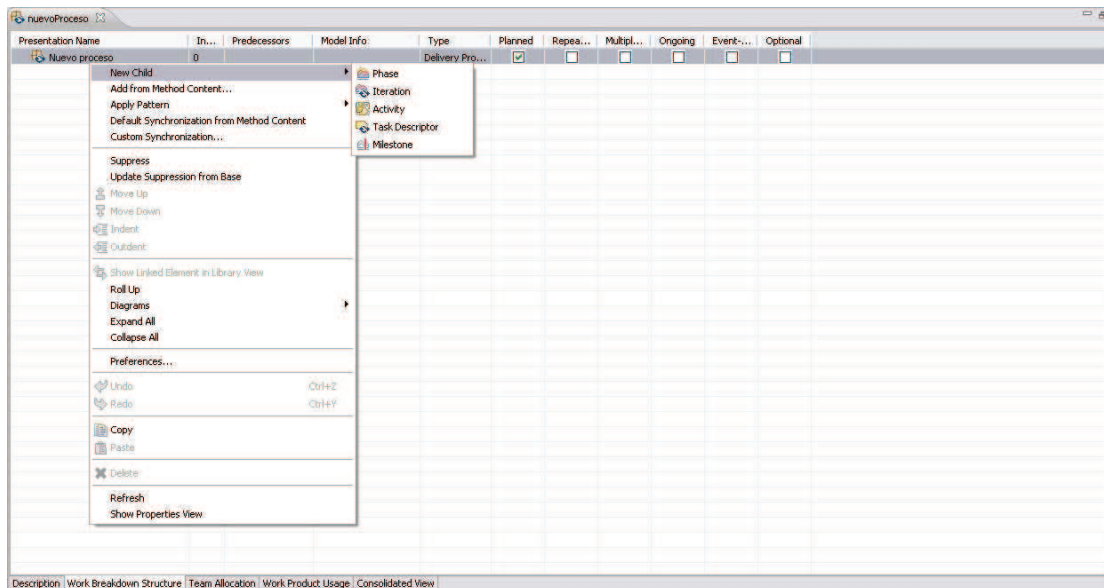 nuevoProceso
Presentation Name In... Predecessors Model Info Type Planned Repea... Multipl... Ongoing Event-... Optional
Nuevo proceso 0 Delivery Pro...
New Child Phase
Add from Method Content... Iteration
Apply Pattern Activity
Default Synchronization from Method Content Task Descriptor
Custom Synchronization... Milestone
Suppress
Update Suppression from Base
Move Up
Move Down
Indent
Outdent
Show Linked Element in Library View
Roll Up
Diagrams
Expand All
Collapse All
Preferences...
Undo Ctrl+Z
Redo Ctrl+Y
Copy
Paste
Delete
Refresh
Show Properties View
Description Work Breakdown Structure Team Allocation Work Product Usage Consolidated View